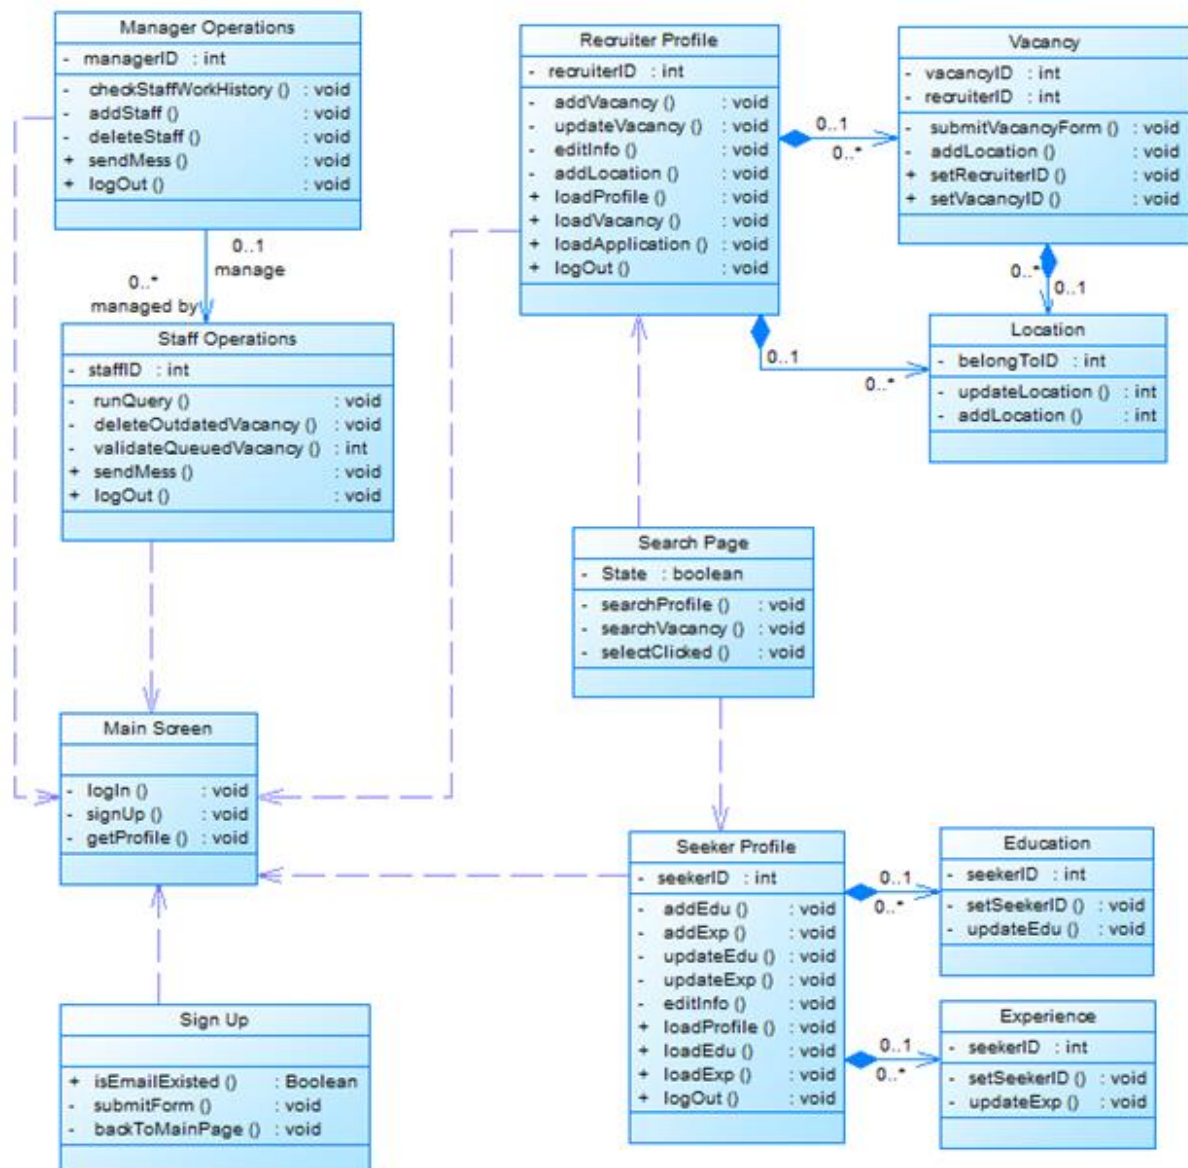 Manager Operations
- managerID : int
- checkStaffWorkHistory () : void
- addStaff () : void
- deleteStaff () : void
+ sendMess () : void
+ logOut () : void
0..1
manage
0..*
managed by
Staff Operations
- staffID : int
- runQuery () : void
- deleteOutdatedVacancy () : void
- validateQueuedVacancy () : int
+ sendMess () : void
+ logOut () : void
Main Screen
- logIn () : void
- signUp () : void
- getProfile () : void
Sign Up
+ isEmailExisted () : Boolean
- submitForm () : void
- backToMainPage () : void
Recruiter Profile
- recruiterID : int
- addVacancy () : void
- updateVacancy () : void
- editInfo () : void
- addLocation () : void
+ loadProfile () : void
+ loadVacancy () : void
+ loadApplication () : void
+ logOut () : void
0..1
0..*
Vacancy
- vacancyID : int
- recruiterID : int
- submitVacancyForm () : void
- addLocation () : void
+ setRecruiterID () : void
+ setVacancyID () : void
0..*
0..1
0..1
0..*
Location
- belongToID : int
- updateLocation () : int
- addLocation () : int
Search Page
- State : boolean
- searchProfile () : void
- searchVacancy () : void
- selectClicked () : void
Seeker Profile
- seekerID : int
- addEdu () : void
- addExp () : void
- updateEdu () : void
- updateExp () : void
- editInfo () : void
+ loadProfile () : void
+ loadEdu () : void
+ loadExp () : void
+ logOut () : void
0..1
0..*
Education
- seekerID : int
- setSeekerID () : void
- updateEdu () : void
0..1
0..*
Experience
- seekerID : int
- setSeekerID () : void
- updateExp () : void